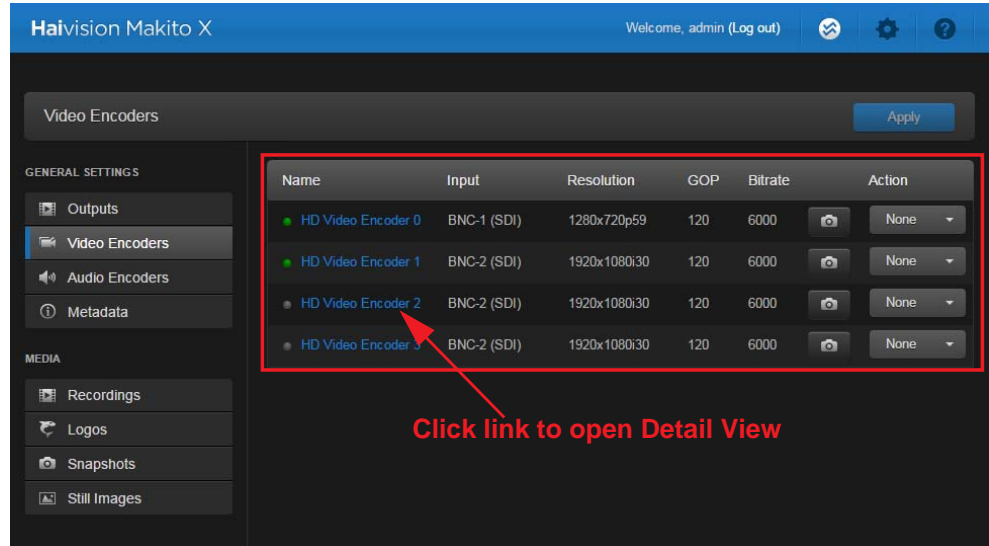 Haivision Makito X
Welcome, admin (Log out)
Video Encoders
Apply
GENERAL SETTINGS
Outputs
Video Encoders
Audio Encoders
Metadata
MEDIA
Recordings
Logos
Snapshots
Still Images
Name Input Resolution GOP Bitrate Action
HD Video Encoder 0 BNC-1 (SDI) 1280x720p59 120 6000 None
HD Video Encoder 1 BNC-2 (SDI) 1920x1080i30 120 6000 None
HD Video Encoder 2 BNC-2 (SDI) 1920x1080i30 120 6000 None
HD Video Encoder 3 BNC-2 (SDI) 1920x1080i30 120 6000 None
Click link to open Detail View